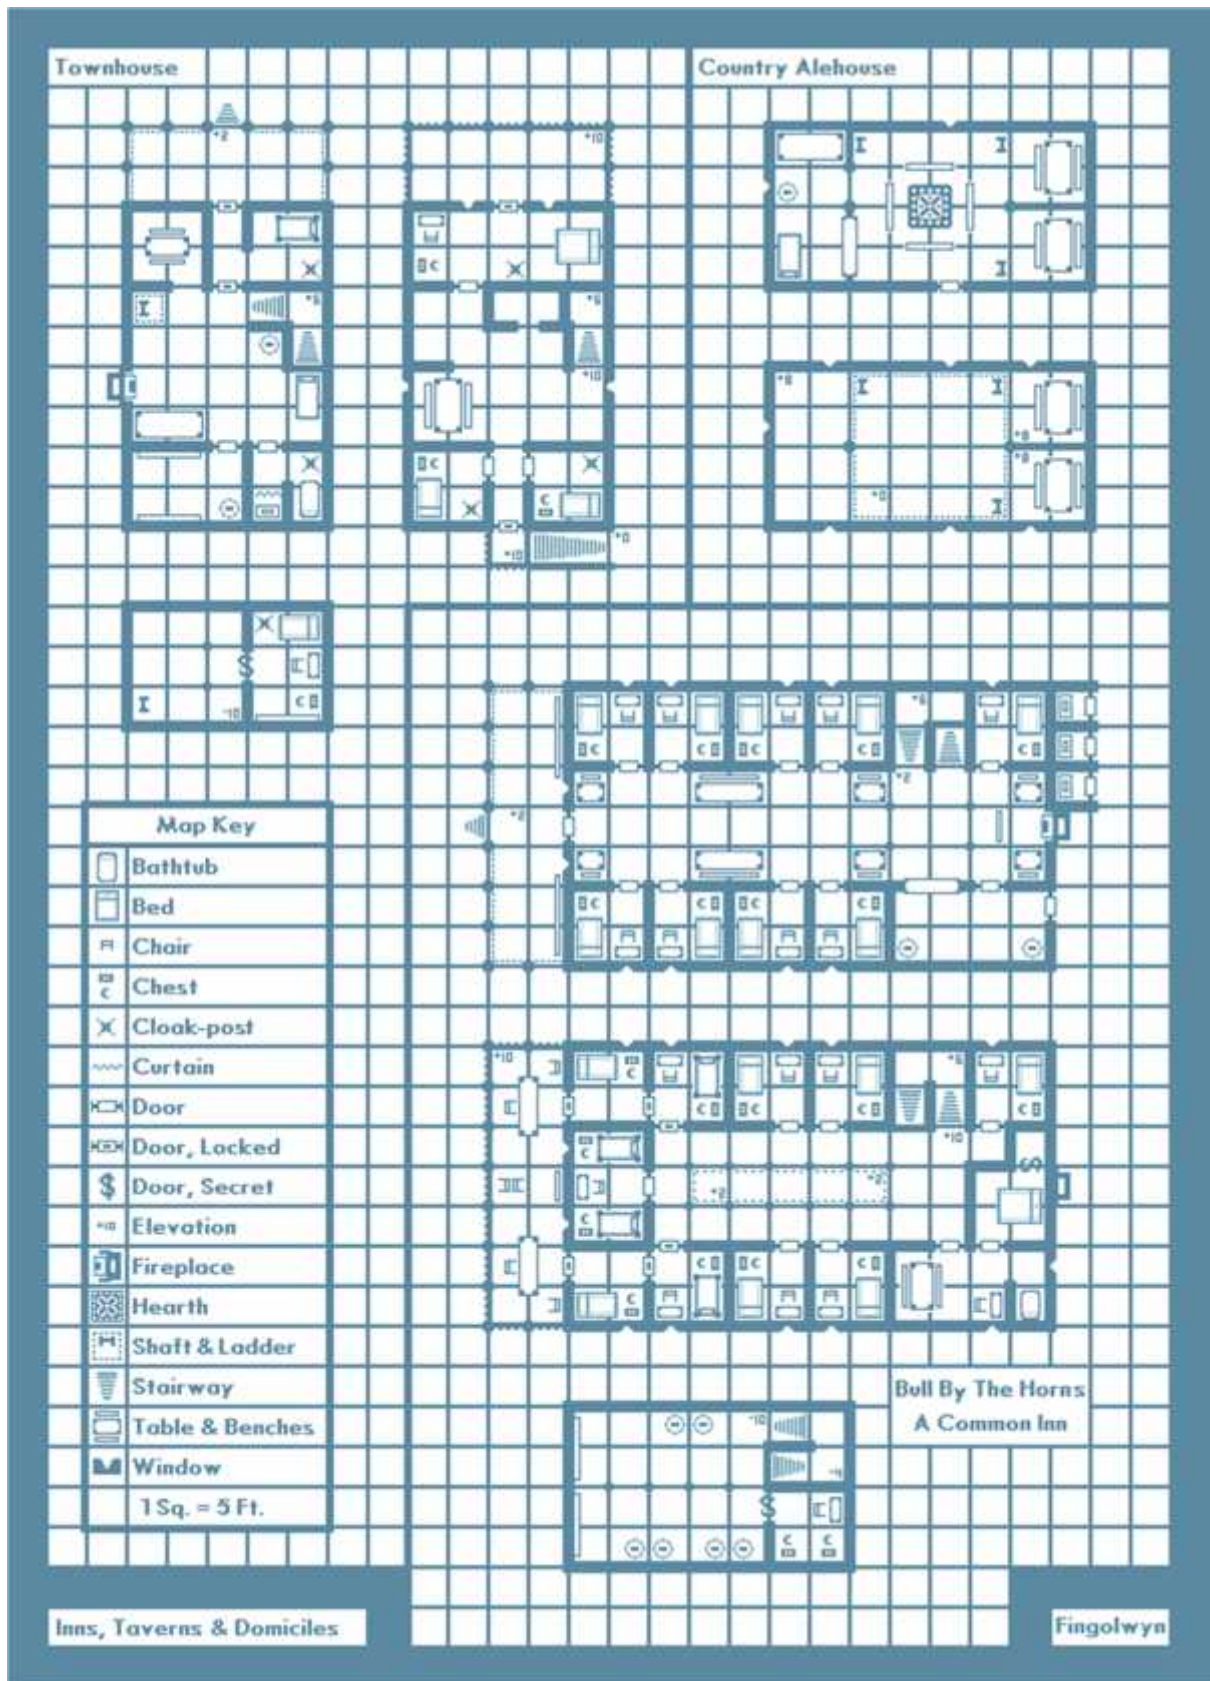 Townhouse
Country Alehouse
Map Key
Bathtub
Bed
Chair
Chest
Cloak-post
Curtain
Door
Door, Locked
Door, Secret
Elevation
Fireplace
Hearth
Shaft & Ladder
Stairway
Table & Benches
Window
1 Sq. = 5 Ft.
Bull By The Horns
A Common Inn
Inns, Taverns & Domiciles
Fingolwyn